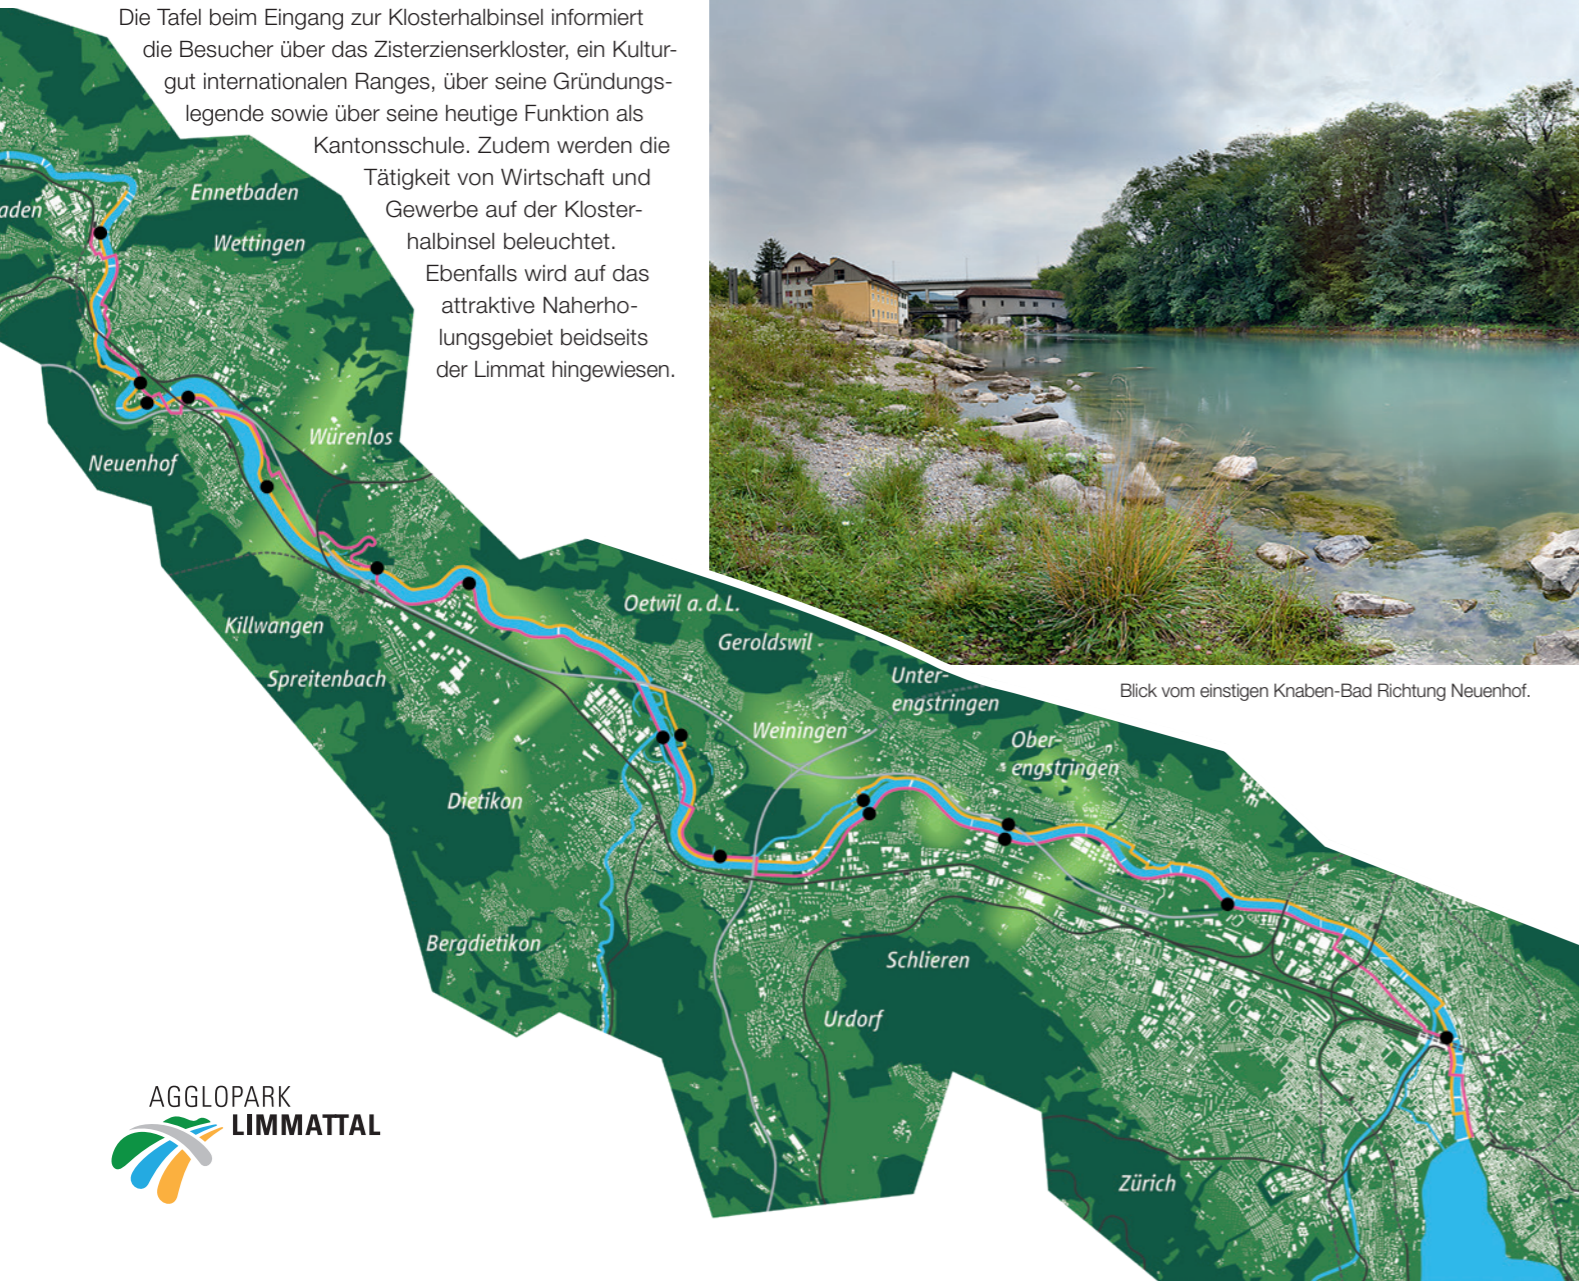 Die Tafel beim Eingang zur Klosterhalbinsel informiert
die Besucher über das Zisterzienserkloster, ein Kultur-
gut internationalen Ranges, über seine Gründungs-
legende sowie über seine heutige Funktion als
Kantonsschule. Zudem werden die
Tätigkeit von Wirtschaft und
Gewerbe auf der Kloster-
halbinsel beleuchtet.
Ebenfalls wird auf das
attraktive Naherho-
lungsgebiet beidseits
der Limmat hingewiesen.
Blick vom einstigen Knaben-Bad Richtung Neuenhof.
Ennetbaden
aden
Wettingen
Würenlos
Neuenhof
Oetwil a.d.L.
Killwangen
Geroldswil
Spreitenbach
Unter-
engstringen
Weiningen
Ober-
engstringen
Dietikon
Bergdietikon
Schlieren
Urdorf
Zürich
AGGLOPARK
LIMMATTAL